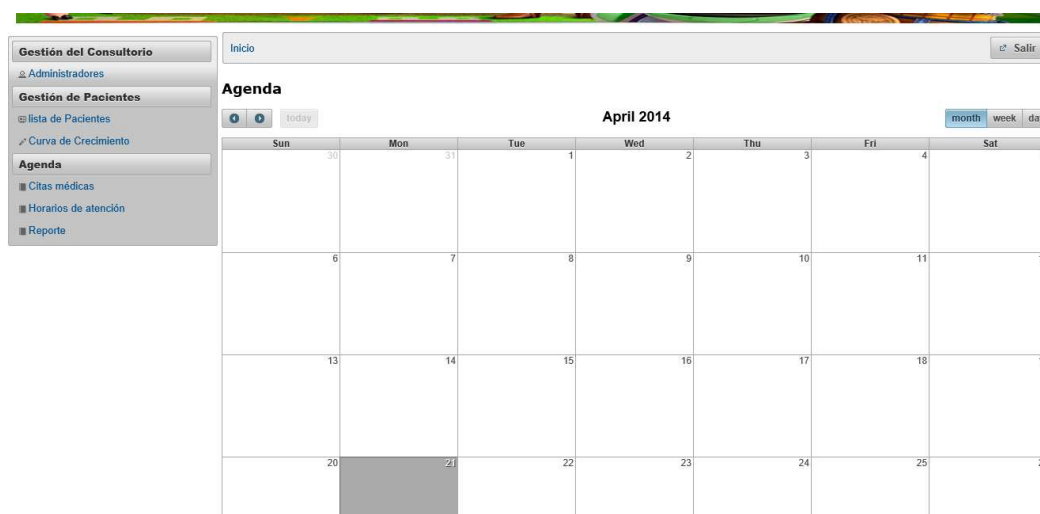 Gestión del Consultorio
Administradores
Gestión de Pacientes
lista de Pacientes
Curva de Crecimiento
Agenda
Citas médicas
Horarios de atención
Reporte
Inicio
Salir
Agenda
today
April 2014
month week da
Sun Mon Tue Wed Thu Fri Sat
30 31 1 2 3 4
6 7 8 9 10 11
13 14 15 16 17 18
20 21 22 23 24 25